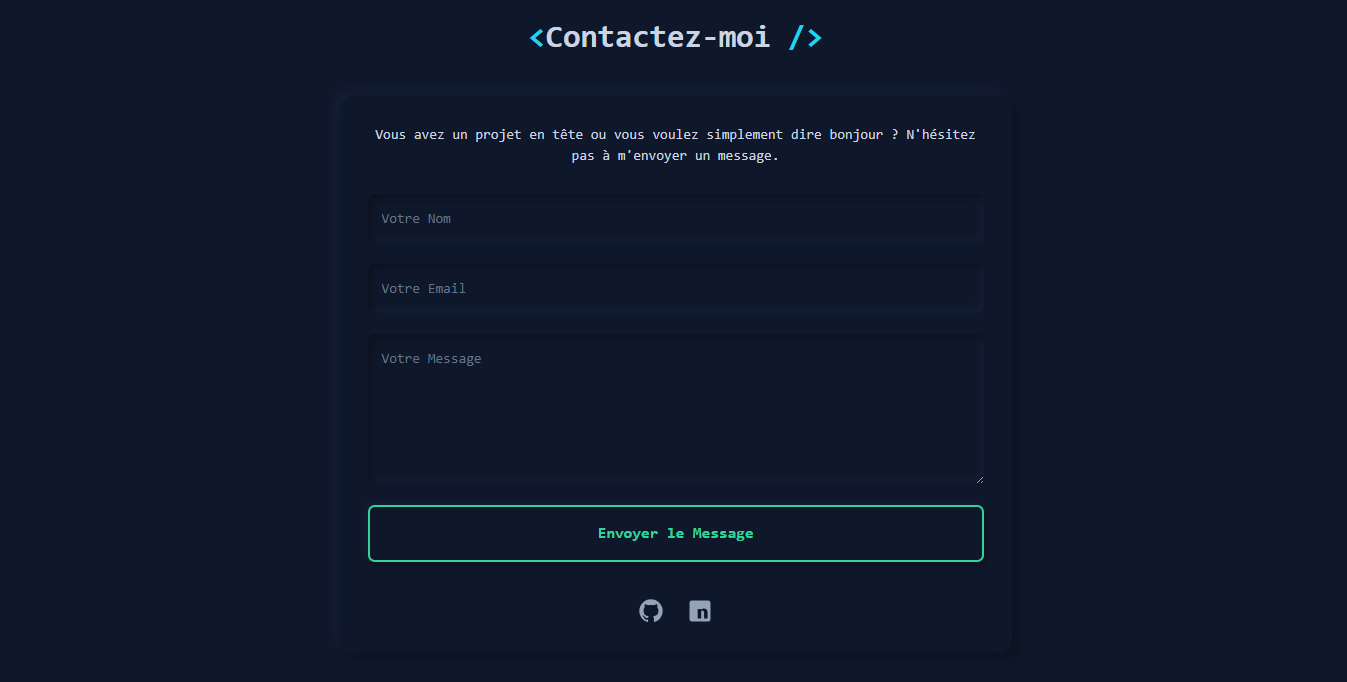 <Contactez-moi />
Vous avez un projet en tête ou vous voulez simplement dire bonjour ? N'hésitez
pas à m'envoyer un message.
Votre Nom
Votre Email
Votre Message
Envoyer le Message